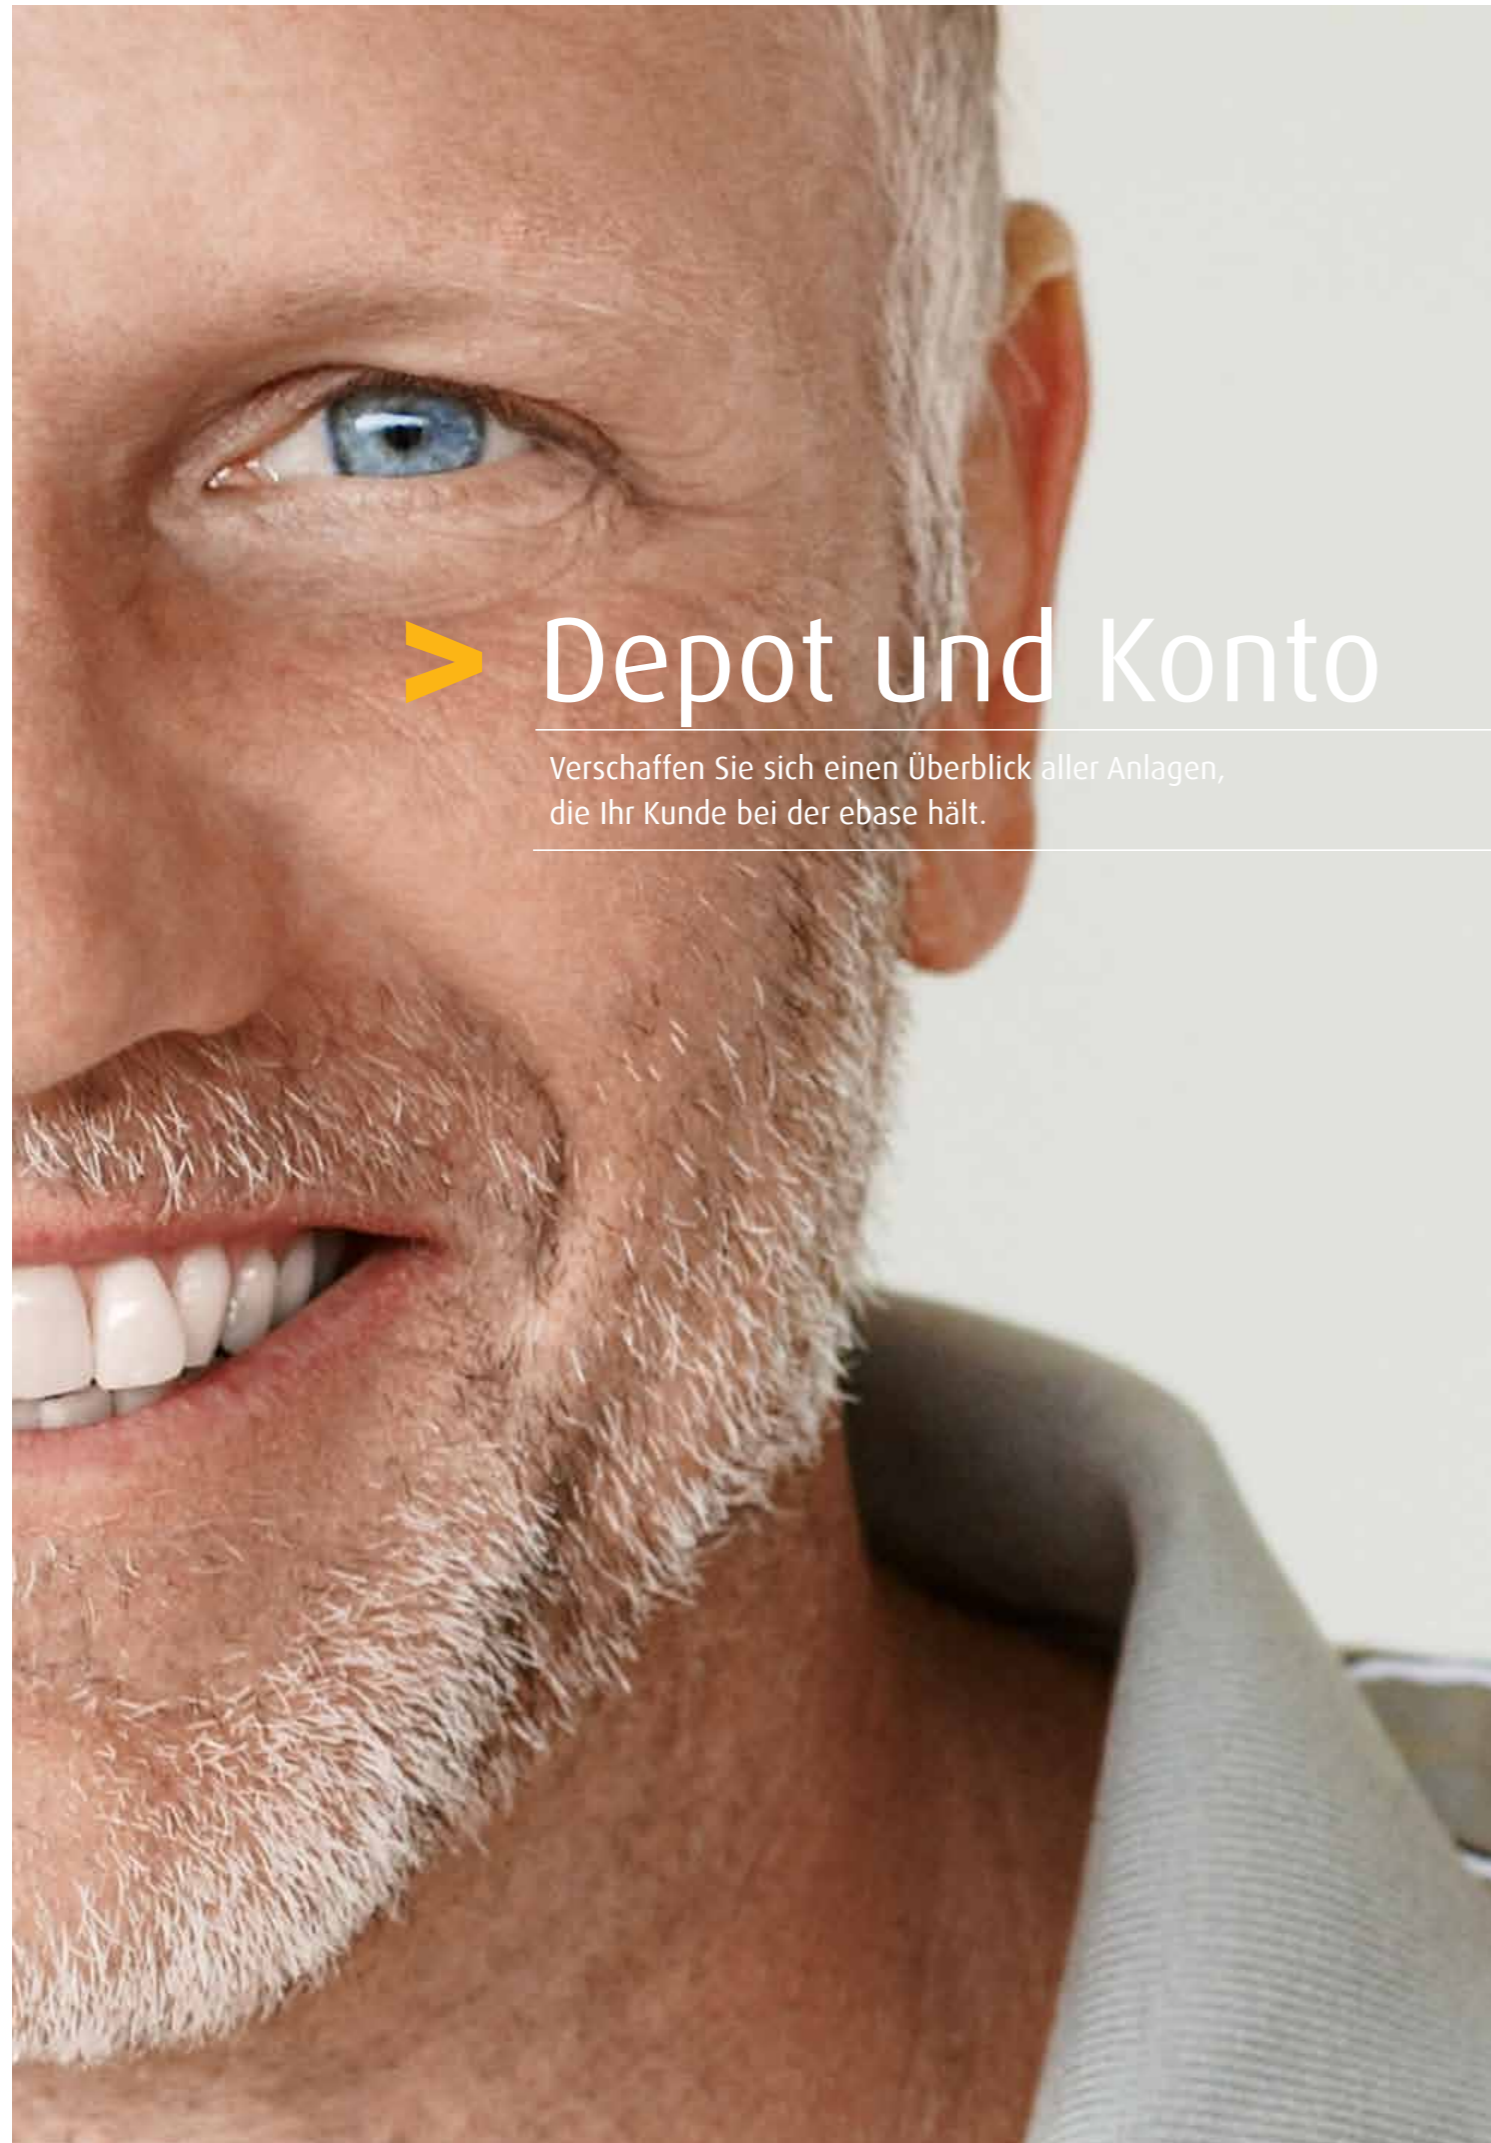 > Depot und Konto
Verschaffen Sie sich einen Überblick aller Anlagen,
die Ihr Kunde bei der ebase hält.